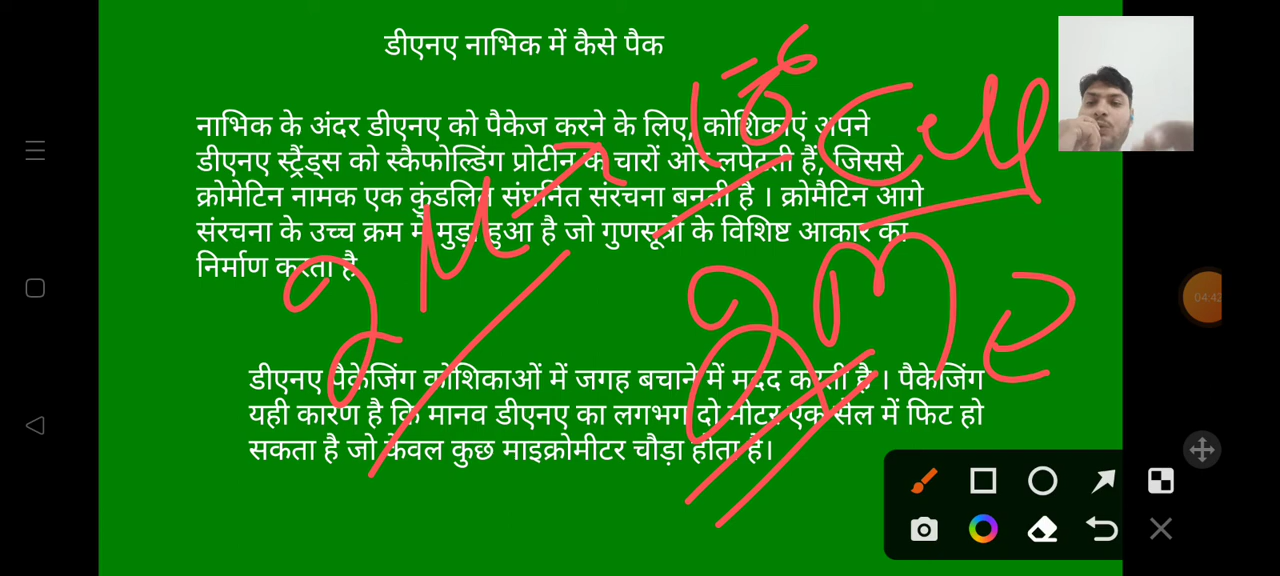 डीएनए नाभिक में कैसे पैक
नाभिक के अंदर डीएनए को पैकेज करने के लिए, कोशिकाएं अपने
डीएनए स्ट्रैंड्स को स्कैफोल्डिंग प्रोटीन के चारों ओर लपेटती हैं, जिससे
क्रोमेटिन नामक एक कुंडलित संघनित संरचना बनती है । क्रोमैटिन आगे
संरचना के उच्च क्रम में मुड़ा हुआ है जो गुणसूत्रों के विशिष्ट आकार का
निर्माण करता है
डीएनए पैकेजिंग कोशिकाओं में जगह बचाने में मदद करती है । पैकेजिंग
यही कारण है कि मानव डीएनए का लगभग दो मीटर एक सेल में फिट हो
सकता है जो केवल कुछ माइक्रोमीटर चौड़ा होता है।
04:42